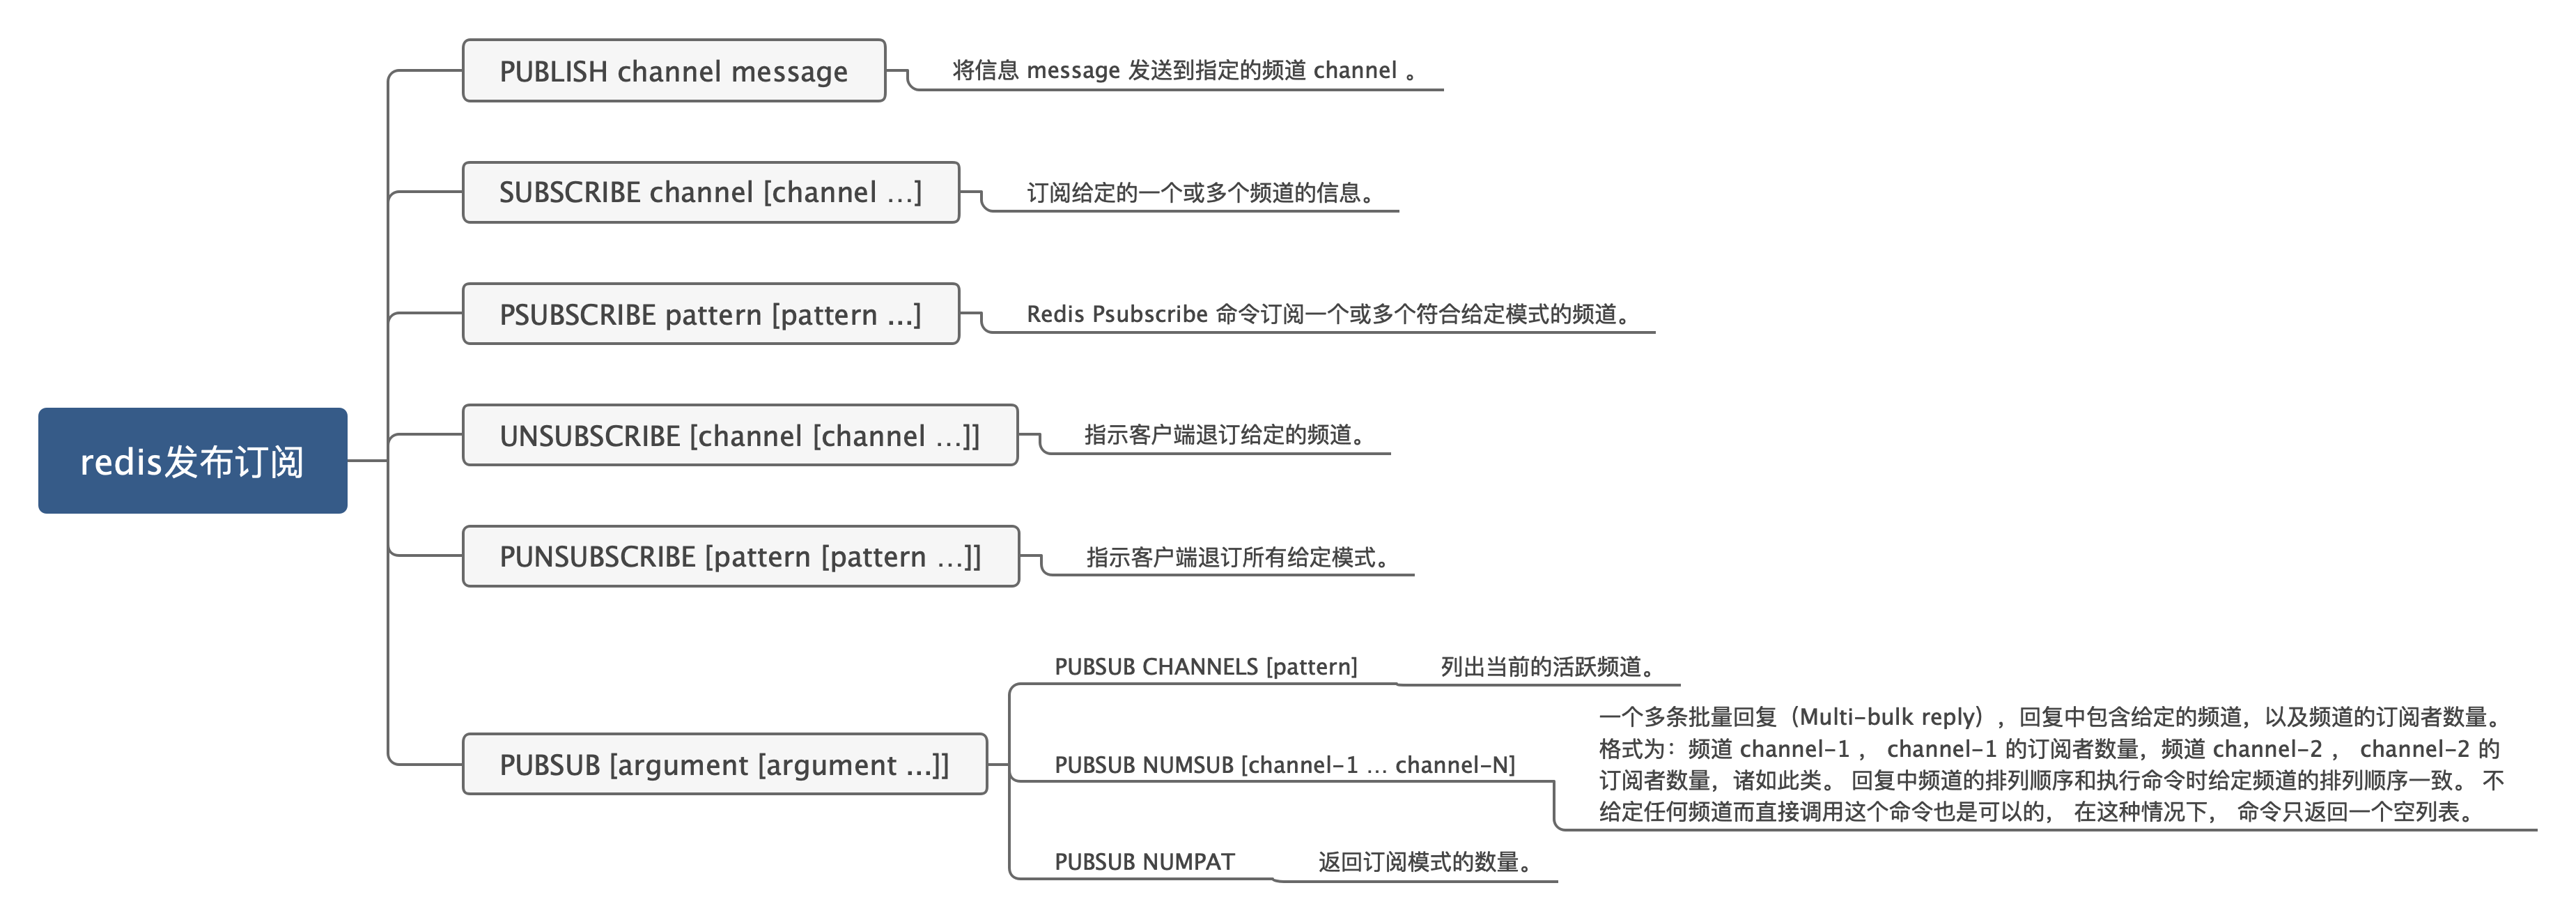 redis发布订阅
PUBLISH channel message
将信息 message 发送到指定的频道 channel 。
SUBSCRIBE channel [channel …]
订阅给定的一个或多个频道的信息。
PSUBSCRIBE pattern [pattern …]
Redis Psubscribe 命令订阅一个或多个符合给定模式的频道。
UNSUBSCRIBE [channel [channel …]]
指示客户端退订给定的频道。
PUNSUBSCRIBE [pattern [pattern …]]
指示客户端退订所有给定模式。
PUBSUB [argument [argument …]]
PUBSUB CHANNELS [pattern]
列出当前的活跃频道。
PUBSUB NUMSUB [channel-1 … channel-N]
一个多条批量回复（Multi-bulk reply），回复中包含给定的频道，以及频道的订阅者数量。
格式为：频道 channel-1 ， channel-1 的订阅者数量，频道 channel-2 ， channel-2 的
订阅者数量，诸如此类。 回复中频道的排列顺序和执行命令时给定频道的排列顺序一致。 不
给定任何频道而直接调用这个命令也是可以的， 在这种情况下， 命令只返回一个空列表。
PUBSUB NUMPAT
返回订阅模式的数量。